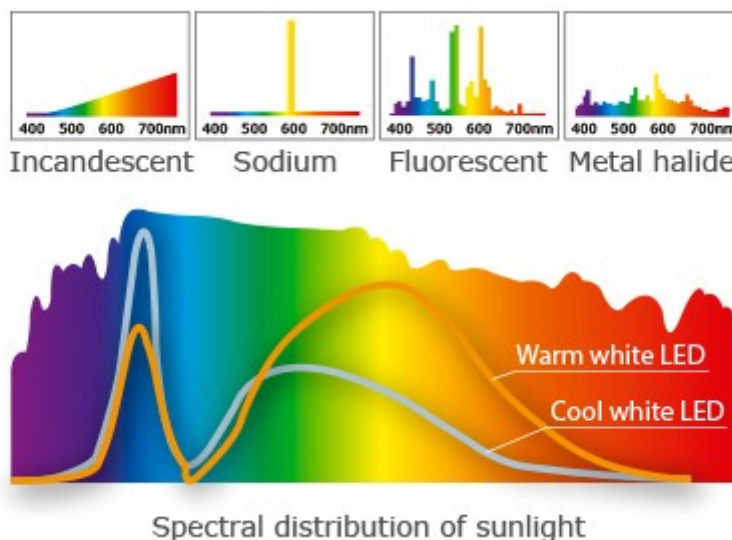 400 500 600 700nm
400 500 600 700nm
400 500 600 700nm
400 500 600 700nm
Incandescent
Sodium
Fluorescent
Metal halide
Warm white LED
Cool white LED
Spectral distribution of sunlight